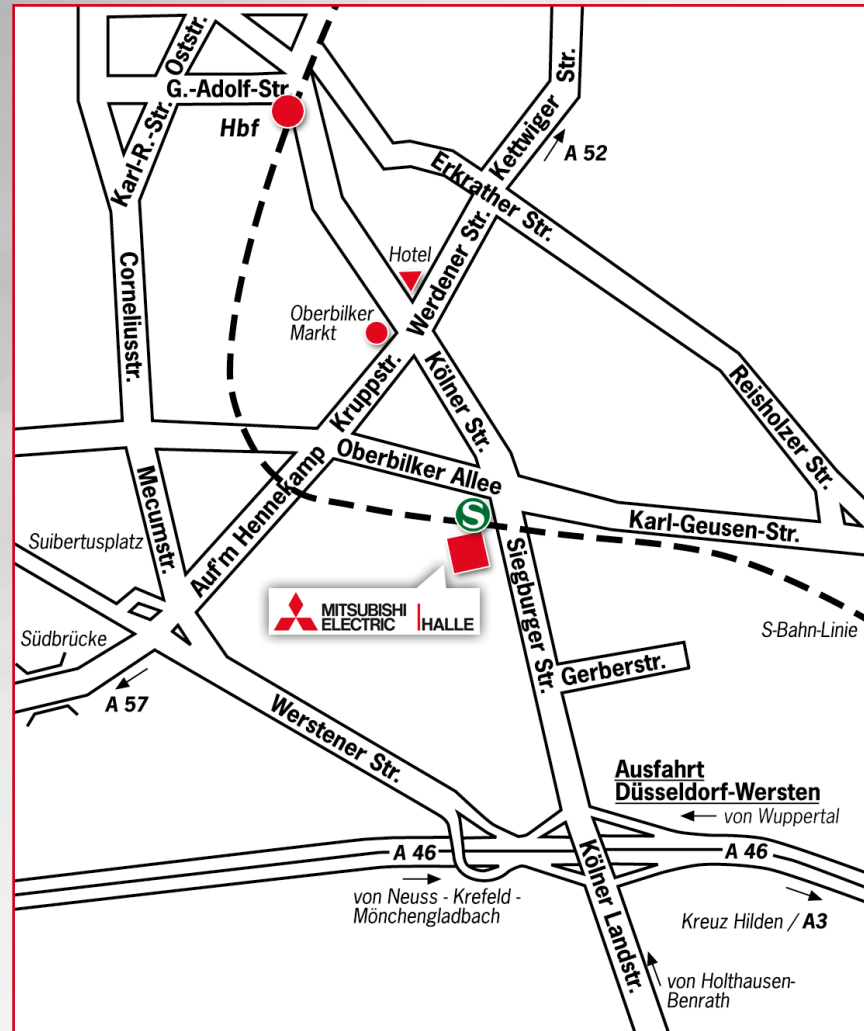 Oststr.
G.-Adolf-Str.
Hbf
Karl-R.-Str.
Kettwiger Str.
A 52
Erkrather Str.
Corneliusstr.
Hotel
Werdener Str.
Oberbilker
Markt
Kruppstr.
Kölner Str.
Reisholzer Str.
Oberbilker Allee
Mecumstr.
Auf'm Hennekamp
S
Karl-Geusen-Str.
Suibertusplatz
Siegburger Str.
MITSUBISHI
ELECTRIC
HALLE
S-Bahn-Linie
Südbrücke
Gerberstr.
A 57
Werstener Str.
Ausfahrt
Düsseldorf-Wersten
von Wuppertal
A 46
A 46
von Neuss - Krefeld -
Mönchengladbach
Kölner Landstr.
Kreuz Hilden / A3
von Holthausen-
Benrath